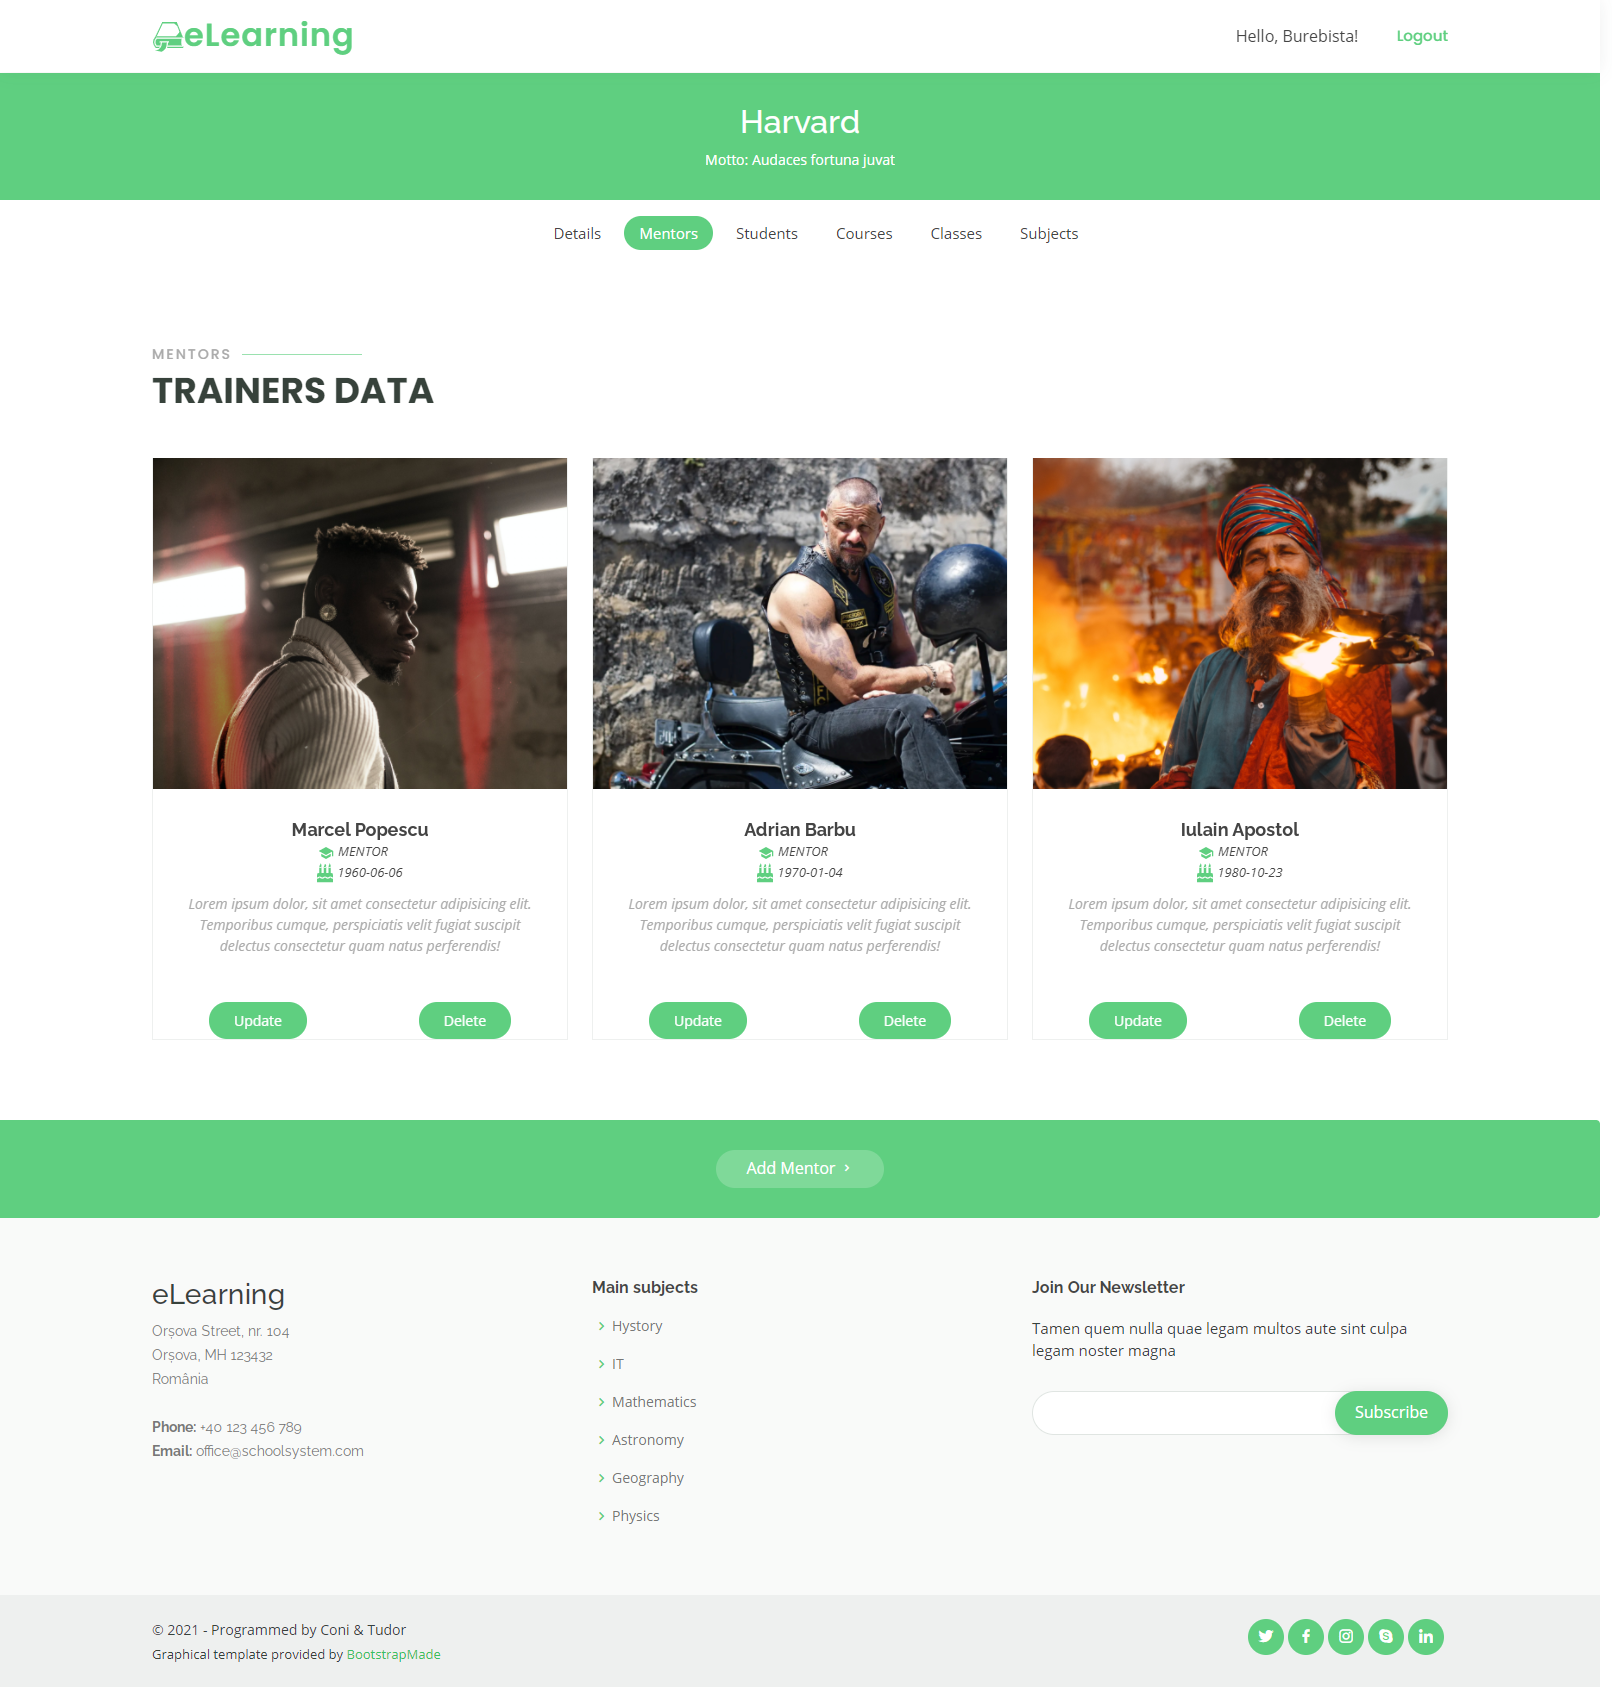 eLearning
Hello, Burebista!
Logout
Harvard
Motto: Audaces fortuna juvat
Details
Mentors
Students
Courses
Classes
Subjects
MENTORS
TRAINERS DATA
Marcel Popescu
MENTOR
1960-06-06
Lorem ipsum dolor, sit amet consectetur adipisicing elit.
Temporibus cumque, perspiciatis velit fugiat suscipit
delectus consectetur quam natus perferendis!
Update
Delete
Adrian Barbu
MENTOR
1970-01-04
Lorem ipsum dolor, sit amet consectetur adipisicing elit.
Temporibus cumque, perspiciatis velit fugiat suscipit
delectus consectetur quam natus perferendis!
Update
Delete
Iulain Apostol
MENTOR
1980-10-23
Lorem ipsum dolor, sit amet consectetur adipisicing elit.
Temporibus cumque, perspiciatis velit fugiat suscipit
delectus consectetur quam natus perferendis!
Update
Delete
Add Mentor
eLearning
Orșova Street, nr. 104
Orșova, MH 123432
România
Phone: +40 123 456 789
Email: office@schoolsystem.com
Main subjects
Hystory
IT
Mathematics
Astronomy
Geography
Physics
Join Our Newsletter
Tamen quem nulla quae legam multos aute sint culpa
legam noster magna
Subscribe
© 2021 - Programmed by Coni & Tudor
Graphical template provided by BootstrapMade